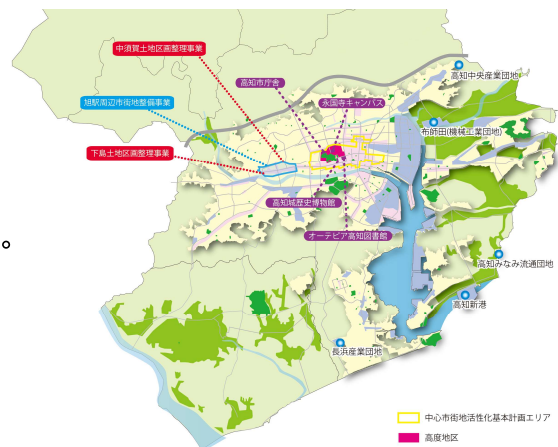 中須賀土地区画整理事業
高知市庁舎
高知中央産業団地
旭駅周辺市街地整備事業
永国寺キャンパス
布師田(機械工業団地)
下島土地区画整理事業
高知城歴史博物館
オーテピア高知図書館
高知みなみ流通団地
高知新港
長浜産業団地
中心市街地活性化基本計画エリア
高度地区
。